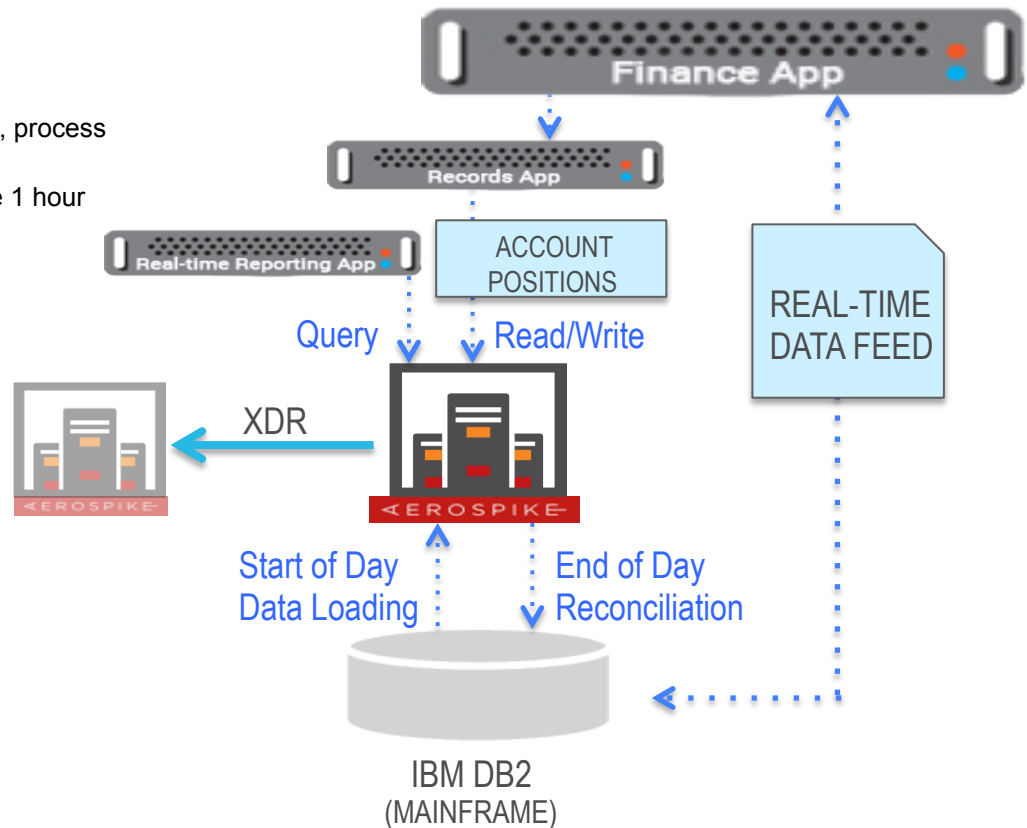 Finance App
, process
e 1 hour
Records App
Real-time Reporting App
ACCOUNT
POSITIONS
REAL-TIME
DATA FEED
Query
Read/Write
XDR
AEROSPIKE
AEROSPIKE
Start of Day
Data Loading
End of Day
Reconciliation
IBM DB2
(MAINFRAME)